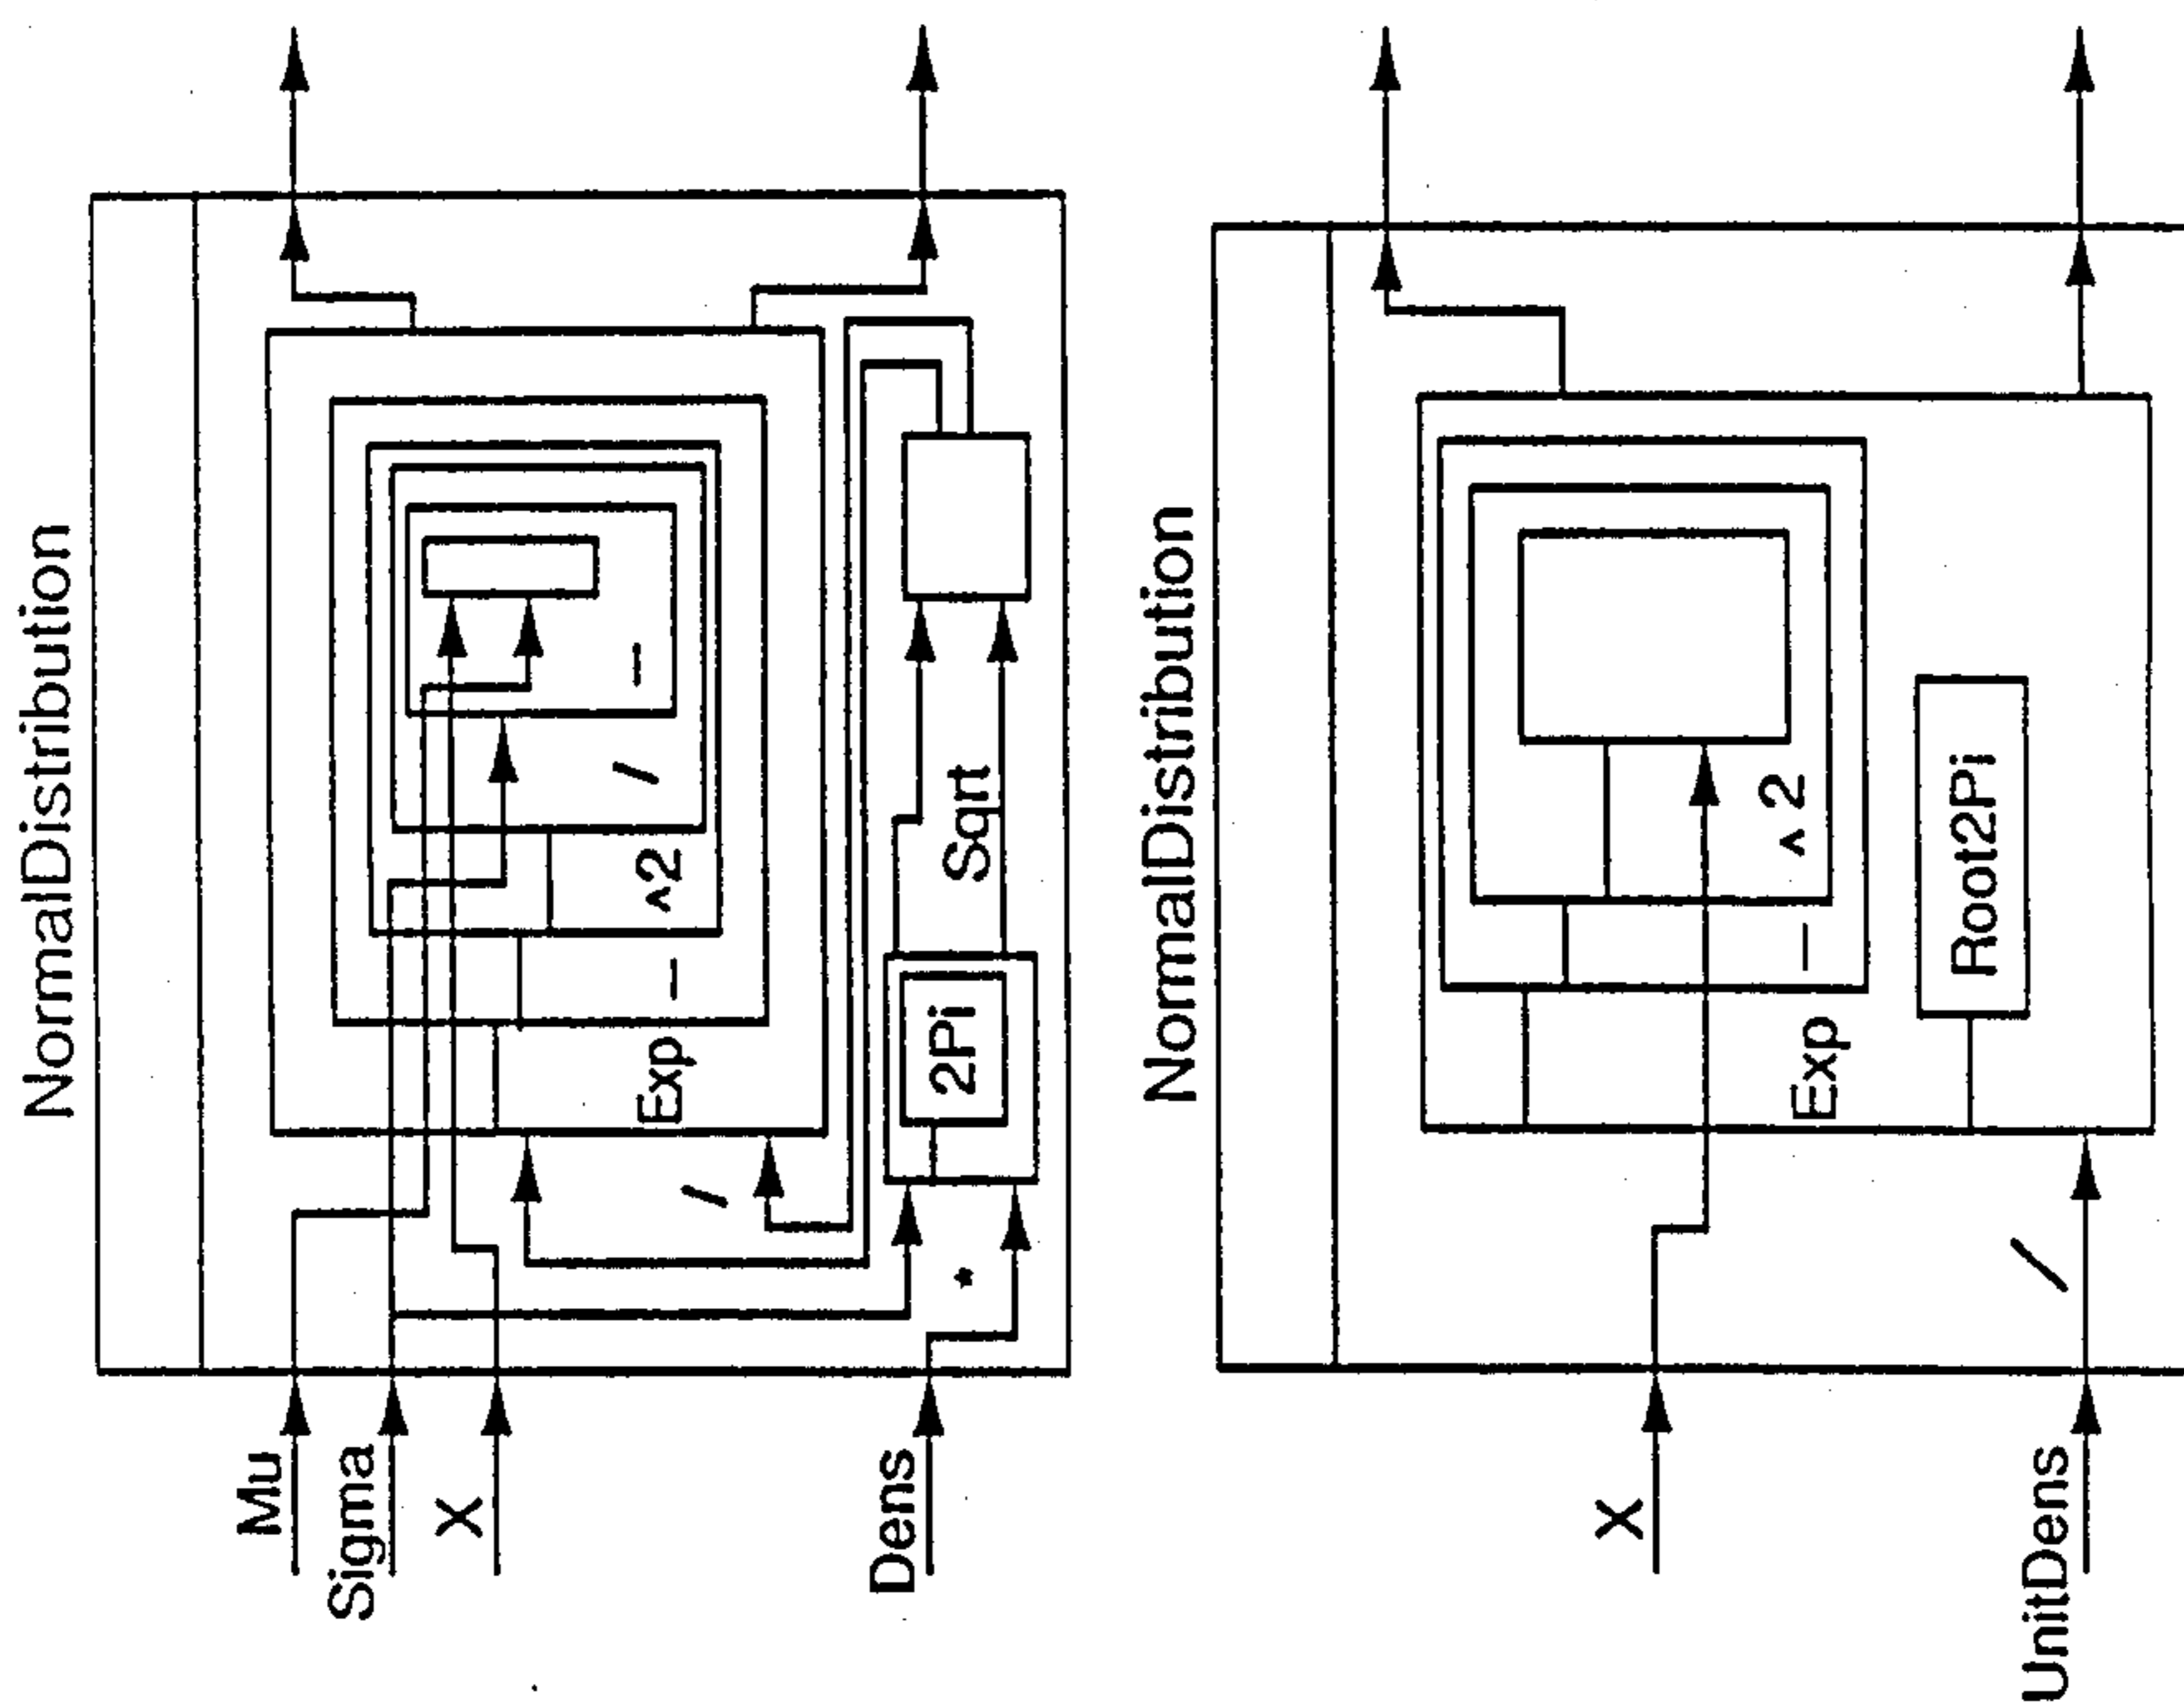 NormalDistribution
Mu
Sigma
X
Dens
/
Exp
-
^2
/
-
*
2Pi
Sqrt
NormalDistribution
X
UnitDens
/
Exp
-
^ 2
Root2Pi